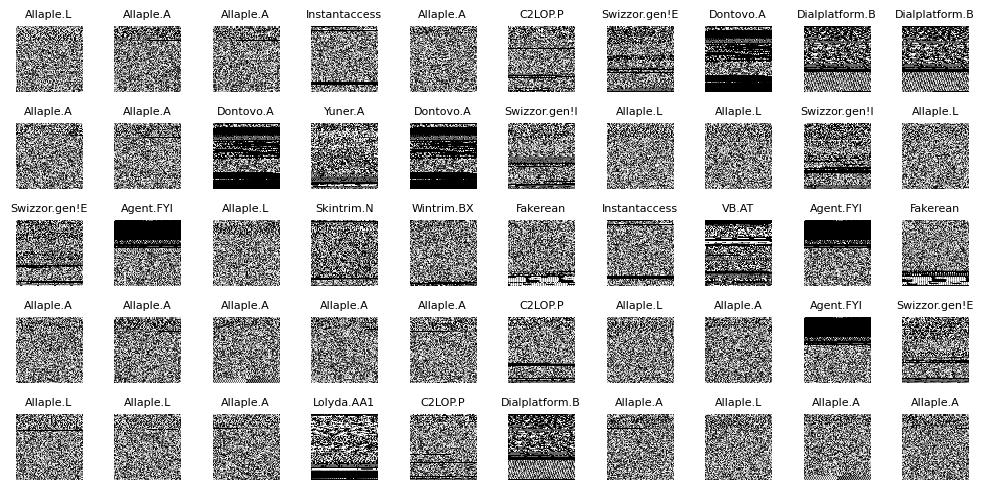 Allaple.L Allaple.A Allaple.A Instantaccess Allaple.A C2LOP.P Swizzor.gen!E Dontovo.A Dialplatform.B Dialplatform.B
Allaple.A Allaple.A Dontovo.A Yuner.A Dontovo.A Swizzor.gen!I Allaple.L Allaple.L Swizzor.gen!I Allaple.L
Swizzor.gen!E Agent.FYI Allaple.L Skintrim.N Wintrim.BX Fakerean Instantaccess VB.AT Agent.FYI Fakerean
Allaple.A Allaple.A Allaple.A Allaple.A Allaple.A C2LOP.P Allaple.L Allaple.A Agent.FYI Swizzor.gen!E
Allaple.L Allaple.L Allaple.A Lolyda.AA1 C2LOP.P Dialplatform.B Allaple.A Allaple.L Allaple.A Allaple.A